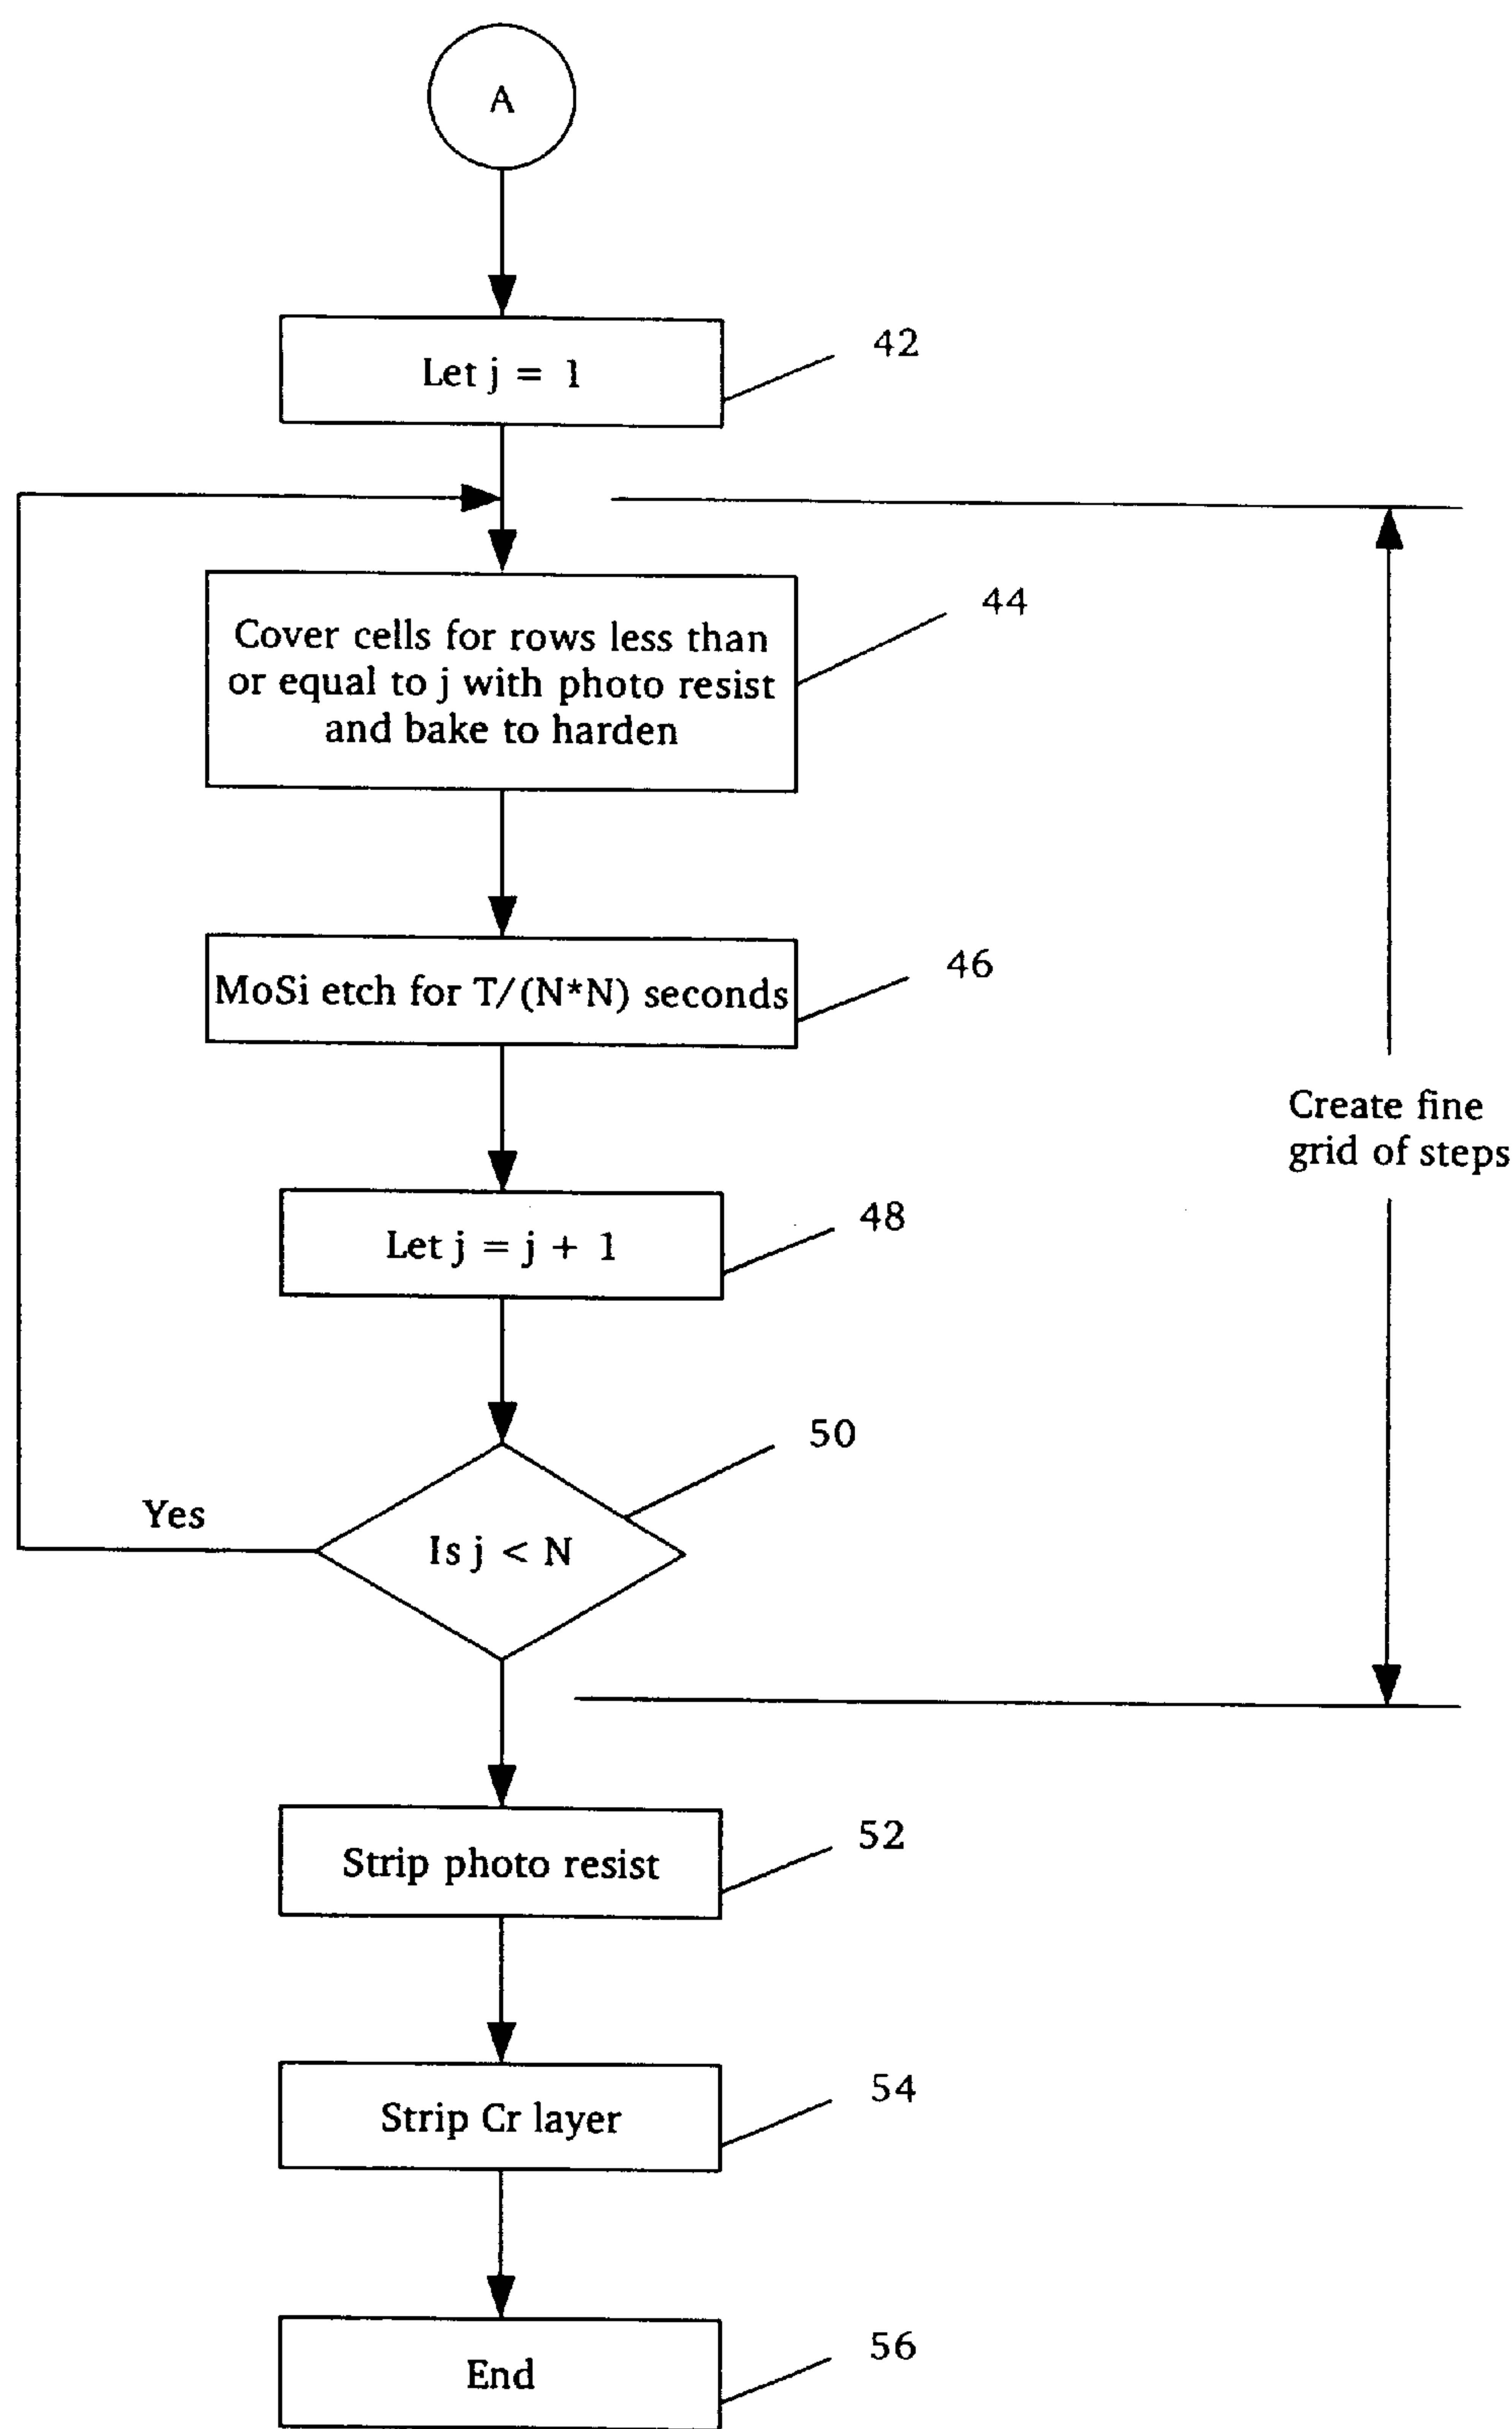 A
Let j = 1
42
Cover cells for rows less than
or equal to j with photo resist
and bake to harden
44
MoSi etch for T/(N*N) seconds
46
Create fine
grid of steps
Let j = j + 1
48
Is j < N
50
Yes
Strip photo resist
52
Strip Cr layer
54
End
56